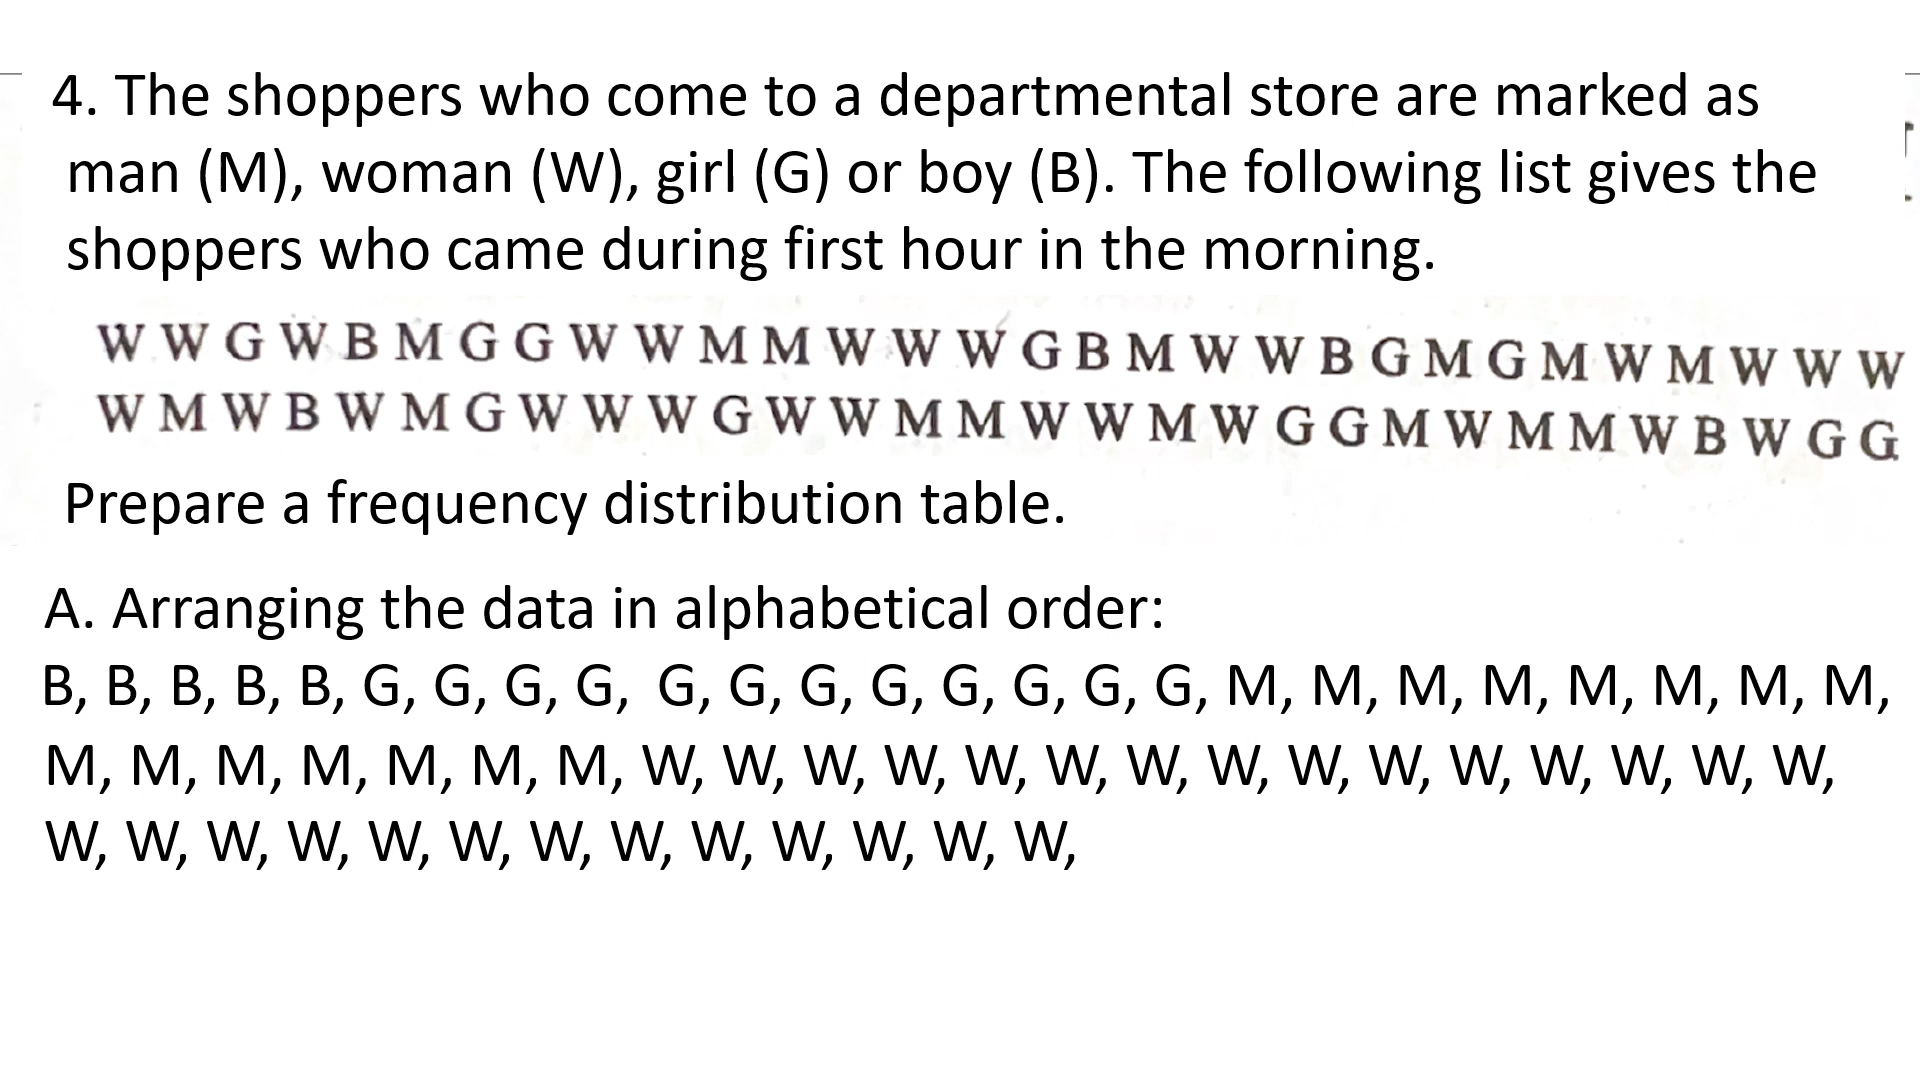 4. The shoppers who come to a departmental store are marked as
man (M), woman (W), girl (G) or boy (B). The following list gives the
shoppers who came during first hour in the morning.
W W G W B M G G W W M M W W W G B M W W B G M G M W M W W W
W M W B W M G W W W G W W M M W W M W G G M W M M W B W G G
Prepare a frequency distribution table.
A. Arranging the data in alphabetical order:
B, B, B, B, B, G, G, G, G, G, G, G, G, G, G, G, G, M, M, M, M, M, M, M, M,
M, M, M, M, M, M, M, W, W, W, W, W, W, W, W, W, W, W, W, W, W, W,
W, W, W, W, W, W, W, W, W, W, W, W, W,